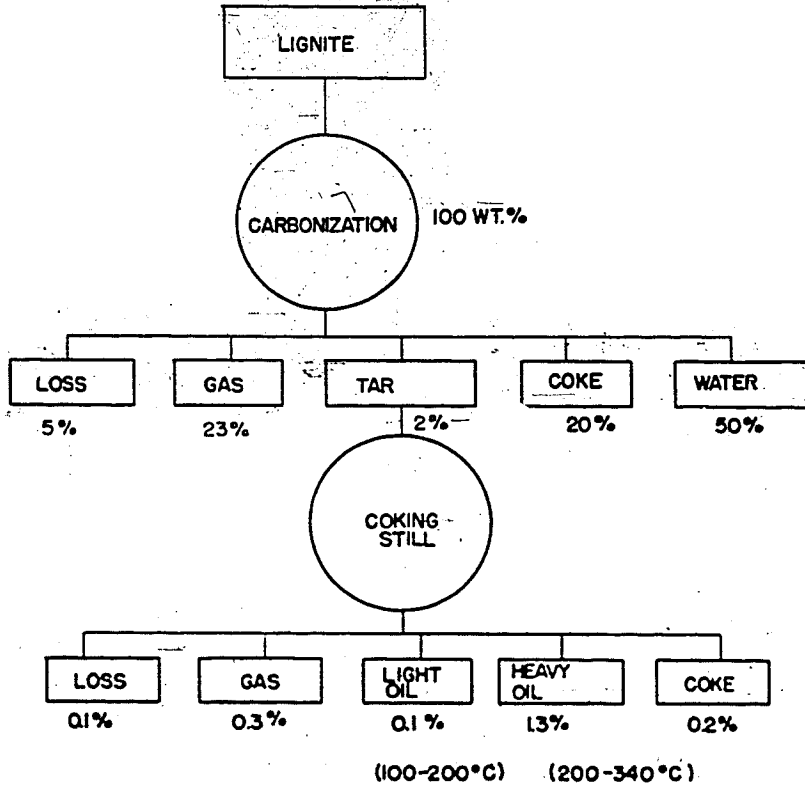 LIGNITE
CARBONIZATION
100 WT.%
LOSS
GAS
TAR
COKE
WATER
5%
23%
2%
20%
50%
COKING
STILL
LOSS
GAS
LIGHT
OIL
HEAVY
OIL
COKE
0.1%
0.3%
0.1%
1.3%
0.2%
(100-200°C)
(200-340°C)